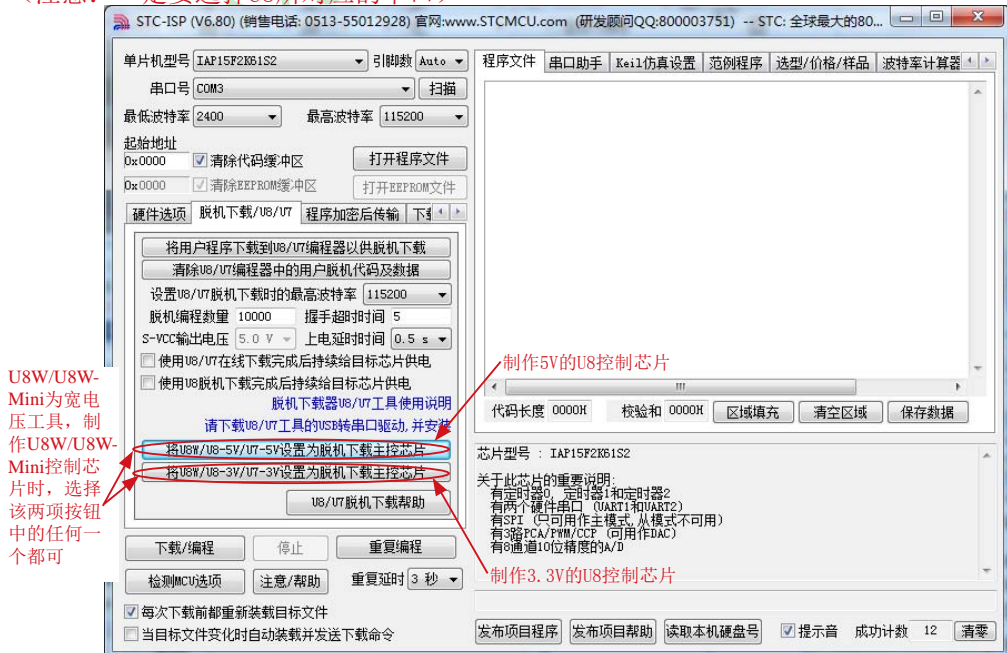 STC-ISP (V6.80) (销售电话: 0513-55012928) 官网:www.STCMCU.com (研发顾问QQ:800003751) -- STC: 全球最大的80...
单片机型号 IAP15F2K61S2 引脚数 Auto
串口号 COM3 扫描
最低波特率 2400 最高波特率 115200
起始地址
0x0000 清除代码缓冲区 打开程序文件
0x0000 清除EEPROM缓冲区 打开EEPROM文件
硬件选项 脱机下载/U8/U7 程序加密后传输
将用户程序下载到U8/U7编程器以供脱机下载
清除U8/U7编程器中的用户脱机代码及数据
设置U8/U7脱机下载时的最高波特率 115200
脱机编程数量 10000 握手超时时间 5
S-VCC输出电压 5.0 V 上电延时时间 0.5 s
使用U8/U7在线下载完成后持续给目标芯片供电
使用U8脱机下载完成后持续给目标芯片供电
脱机下载器U8/U7工具使用说明
请下载U8/U7工具的USB转串口驱动,并安装
将U8W/U8-5V/U7-5V设置为脱机下载主控芯片
将U8W/U8-3V/U7-3V设置为脱机下载主控芯片
U8/U7脱机下载帮助
下载/编程 停止 重复编程
检测MCU选项 注意/帮助 重复延时 3 秒
每次下载前都重新装载目标文件
当目标文件变化时自动装载并发送下载命令
程序文件 串口助手 Keil仿真设置 范例程序 选型/价格/样品 波特率计算器
代码长度 0000H 校验和 0000H 区域填充 清空区域 保存数据
芯片型号 : IAP15F2K61S2
关于此芯片的重要说明:
有定时器0, 定时器1和定时器2
有两个硬件串口 (UART1和UART2)
有SPI (只可用作主模式,从模式不可用)
有3路PCA/PWM/CCP (可用作DAC)
有8通道10位精度的A/D
发布项目程序 发布项目帮助 读取本机硬盘号 提示音 成功计数 12 清零
U8W/U8W-
Mini为宽电
压工具,制
作U8W/U8W-
Mini控制芯
片时,选择
该两项按钮
中的任何一
个都可
制作5V的U8控制芯片
制作3.3V的U8控制芯片